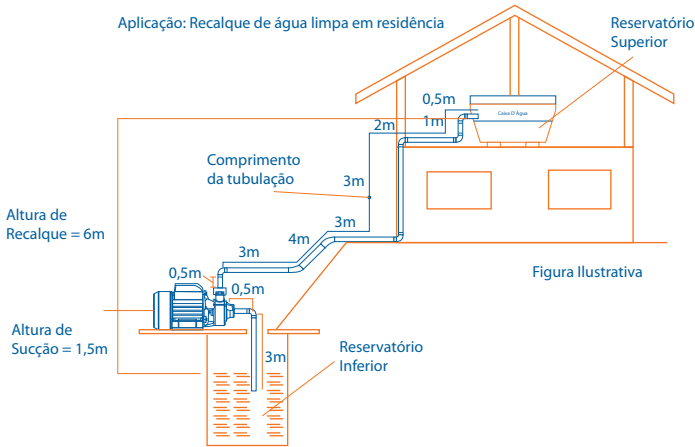 Aplicação: Recalque de água limpa em residência
Reservatório
Superior
0,5m
Caixa D'Água
1m
2m
Comprimento
da tubulação
3m
Altura de
Recalque = 6m
3m
4m
3m
0,5m
Figura Ilustrativa
0,5m
Altura de
Sucção = 1,5m
Reservatório
Inferior
3m